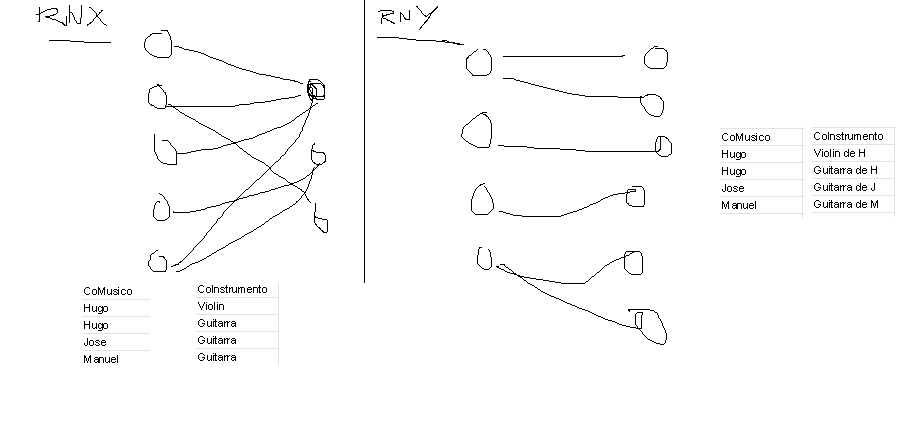 RNX
RNY
CoMusico CoInstrumento
Hugo Violin de H
Hugo Guitarra de H
Jose Guitarra de J
Manuel Guitarra de M
CoMusico CoInstrumento
Hugo Violin
Hugo Guitarra
Jose Guitarra
Manuel Guitarra